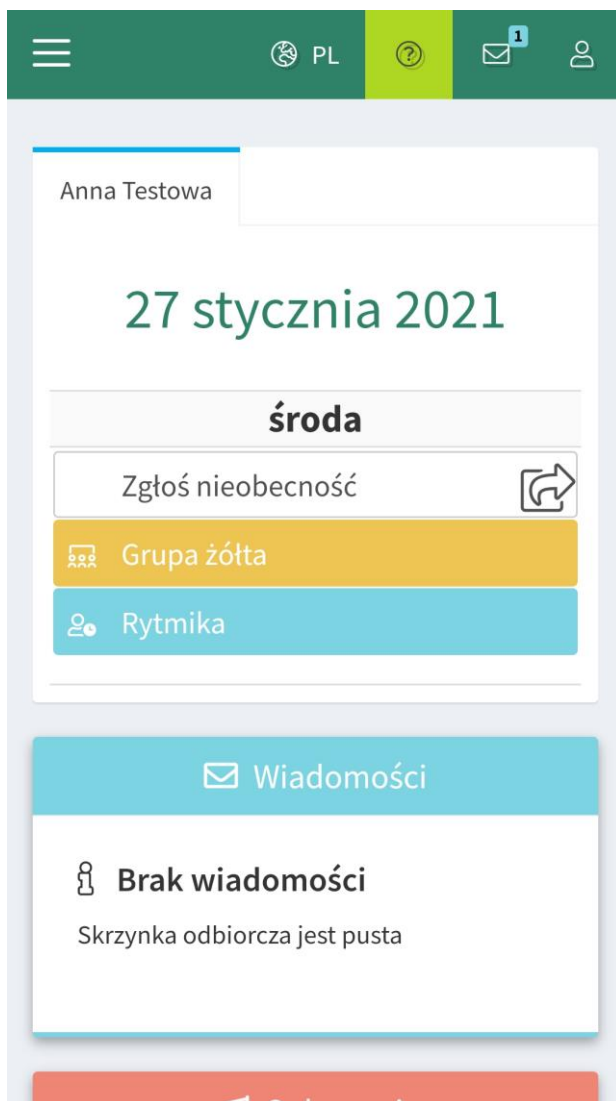 PL
1
Anna Testowa
27 stycznia 2021
środa
Zgłoś nieobecność
Grupa żółta
Rytmika
Wiadomości
Brak wiadomości
Skrzynka odbiorcza jest pusta